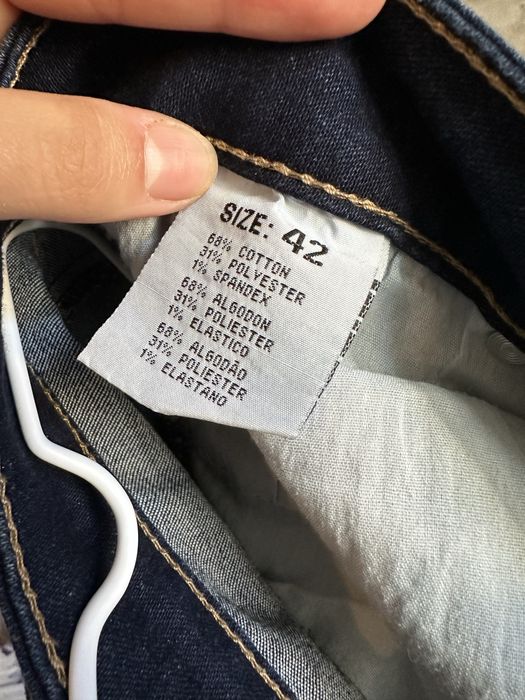 SIZE: 42
68% COTTON
31% POLYESTER
1% SPANDEX
68% ALGODON
31% POLIESTER
1% ELASTICO
68% ALGODÃO
31% POLIESTER
1% ELASTANO